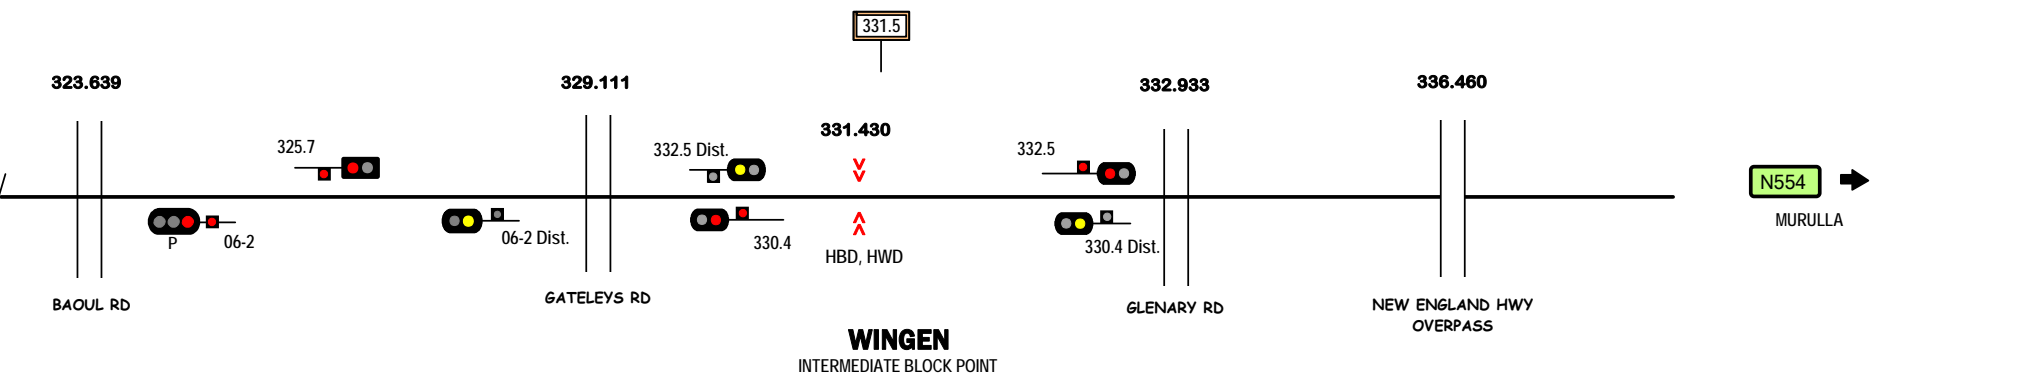 331.5
323.639
329.111
332.933
336.460
331.430
325.7
332.5 Dist.
332.5
N554
MURULLA
P
06-2
06-2 Dist.
330.4
330.4 Dist.
HBD, HWD
BAOUL RD
GATELEYS RD
GLENARY RD
NEW ENGLAND HWY
OVERPASS
WINGEN
INTERMEDIATE BLOCK POINT